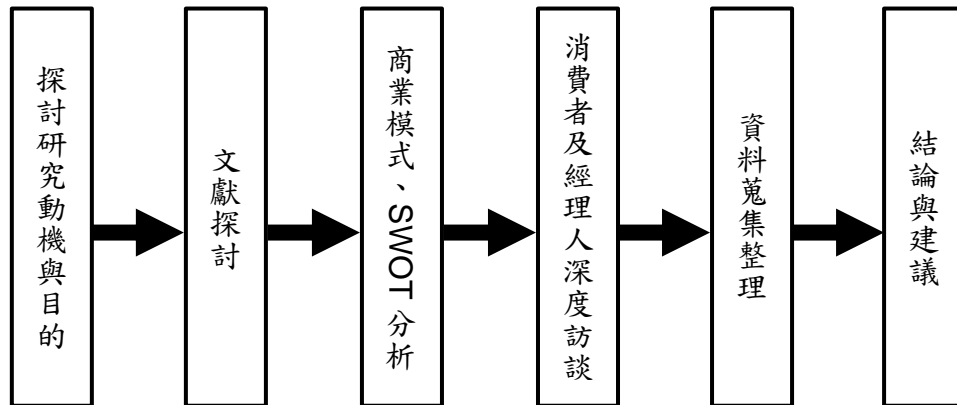 探討研究動機與目的
文獻探討
商業模式、SWOT分析
消費者及經理人深度訪談
資料蒐集整理
結論與建議